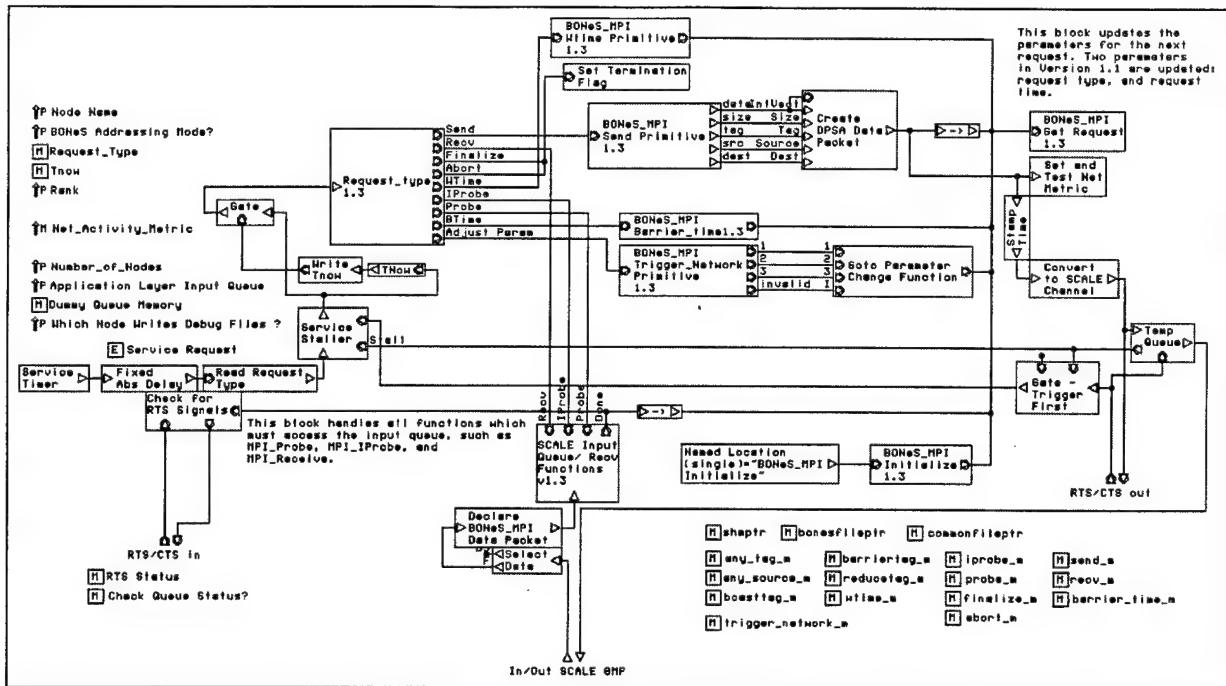 BONeS_MPI
Wtime Primitive
1.3
Set Termination
Flag
This block updates the
parameters for the next
request. Two parameters
in Version 1.1 are updated:
request type, and request
time.
↑P Node Name
↑P BONeS Addressing Mode?
M Request_Type
M Tnow
↑P Rank
↑M Net_Activity_Metric
↑P Number_of_Nodes
↑P Application Layer Input Queue
M Dummy Queue Memory
↑P Which Node Writes Debug Files ?
E Service Request
Request_type
1.3
Send
Recv
Finalize
Abort
WTime
IProbe
Probe
BTime
Adjust Param
BONeS_MPI
Send Primitive
1.3
data IntVect
size Size
tag Tag
src Source
dest Dest
Create
DPSA Data
Packet
->
BONeS_MPI
Get Request
1.3
Set and
Test Net
Metric
Stamp
Time
Convert
to SCALE
Channel
Gate
Write
Tnow
TNow
BONeS_MPI
Barrier_time1.3
BONeS_MPI
Trigger_Network
Primitive
1.3
1 1
2 2
3 3
invalid I
Goto Parameter
Change Function
Service
Staller
Stall
Temp
Queue
Gate -
Trigger
First
Service
Timer
Fixed
Abs Delay
Read Request
Type
Check for
RTS Signals
This block handles all functions which
must access the input queue, such as
MPI_Probe, MPI_IProbe, and
MPI_Receive.
Recv
IProbe
Probe
Done
->
SCALE Input
Queue/ Recv
Functions
v1.3
Named Location
(single)="BONeS_MPI
Initialize"
BONeS_MPI
Initialize
1.3
RTS/CTS out
Declare
BONeS_MPI
Data Packet
Select
Data
RTS/CTS in
M RTS Status
M Check Queue Status?
M shmptr M bonesfileptr M commonfileptr
M any_tag_m M barriertag_m M iprobe_m M send_m
M any_source_m M reducetag_m M probe_m M recv_m
M bcasttag_m M wtime_m M finalize_m M barrier_time_m
M trigger_network_m M abort_m
In/Out SCALE GMP